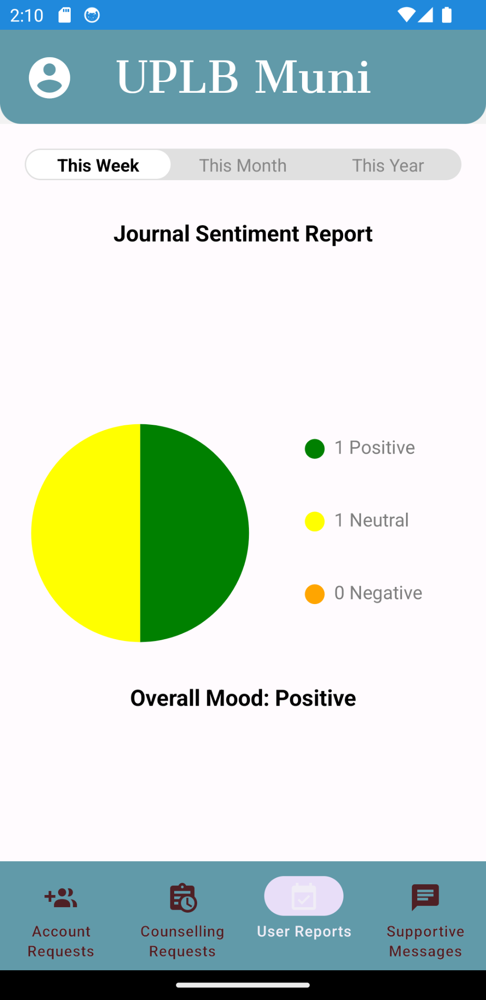 2:10
UPLB Muni
This Week This Month This Year
Journal Sentiment Report
1 Positive
1 Neutral
0 Negative
Overall Mood: Positive
Account Requests
Counselling Requests
User Reports
Supportive Messages